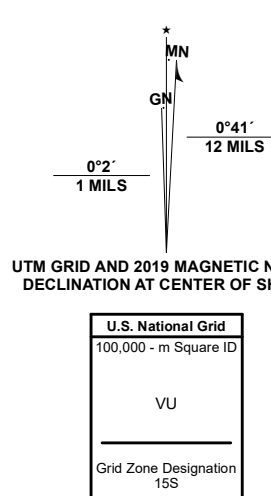 ★
MN
GN
0°41´
12 MILS
0°2´
1 MILS
UTM GRID AND 2019 MAGNETIC N
DECLINATION AT CENTER OF SH
U.S. National Grid
100,000 - m Square ID
VU
Grid Zone Designation
15S